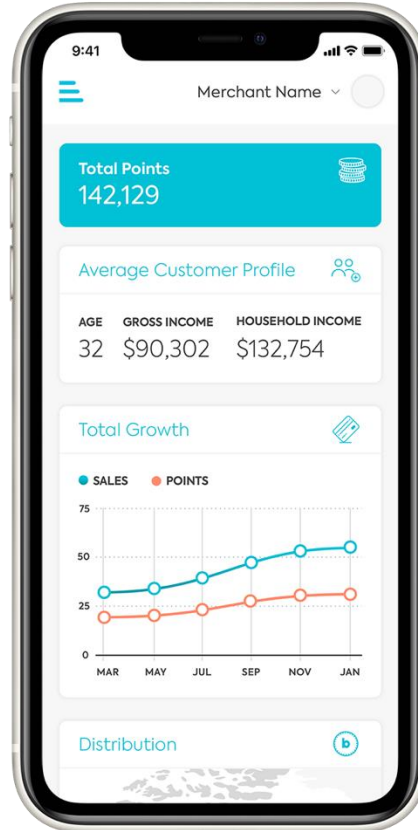 9:41
Merchant Name
Total Points
142,129
Average Customer Profile
AGE GROSS INCOME HOUSEHOLD INCOME
32 $90,302 $132,754
Total Growth
SALES POINTS
75
50
25
0
MAR MAY JUL SEP NOV JAN
Distribution
b